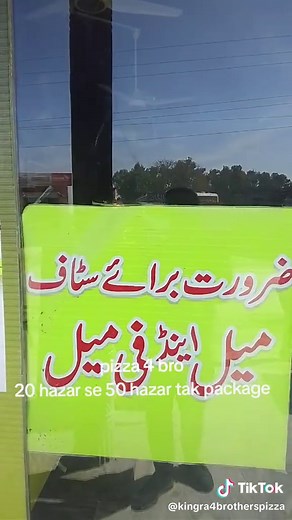 ضرورت برائے سٹاف
میل اینڈ فی میل
pizza 4 bro
20 hazar se 50 hazar tak package
TikTok
@kingra4brotherspizza